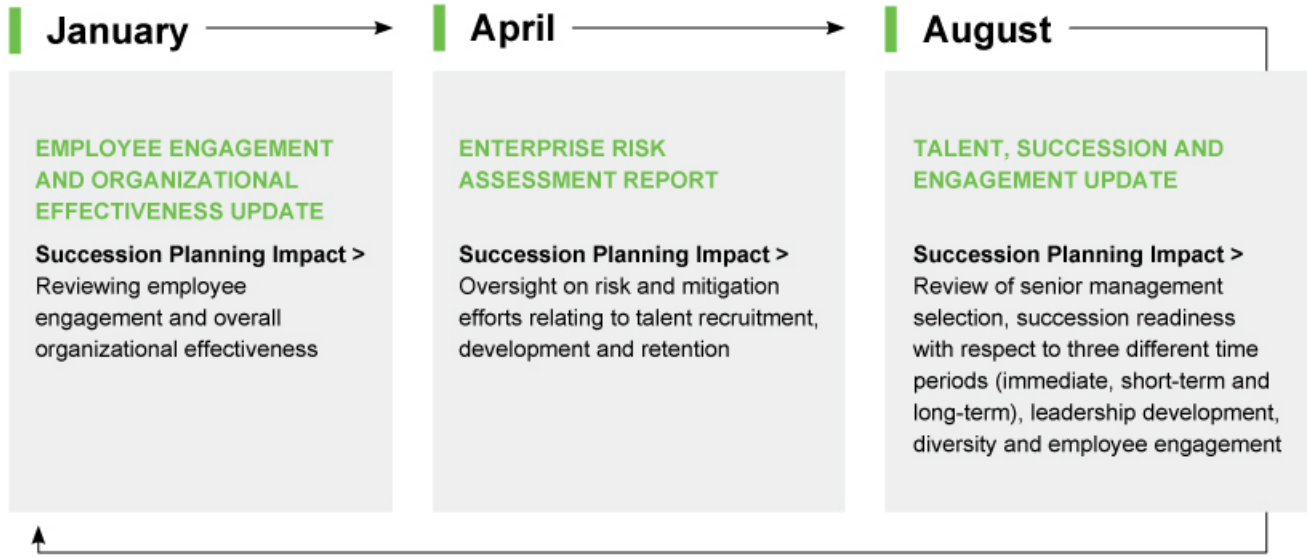 January
EMPLOYEE ENGAGEMENT
AND ORGANIZATIONAL
EFFECTIVENESS UPDATE
Succession Planning Impact >
Reviewing employee
engagement and overall
organizational effectiveness
April
ENTERPRISE RISK
ASSESSMENT REPORT
Succession Planning Impact >
Oversight on risk and mitigation
efforts relating to talent recruitment,
development and retention
August
TALENT, SUCCESSION AND
ENGAGEMENT UPDATE
Succession Planning Impact >
Review of senior management
selection, succession readiness
with respect to three different time
periods (immediate, short-term and
long-term), leadership development,
diversity and employee engagement